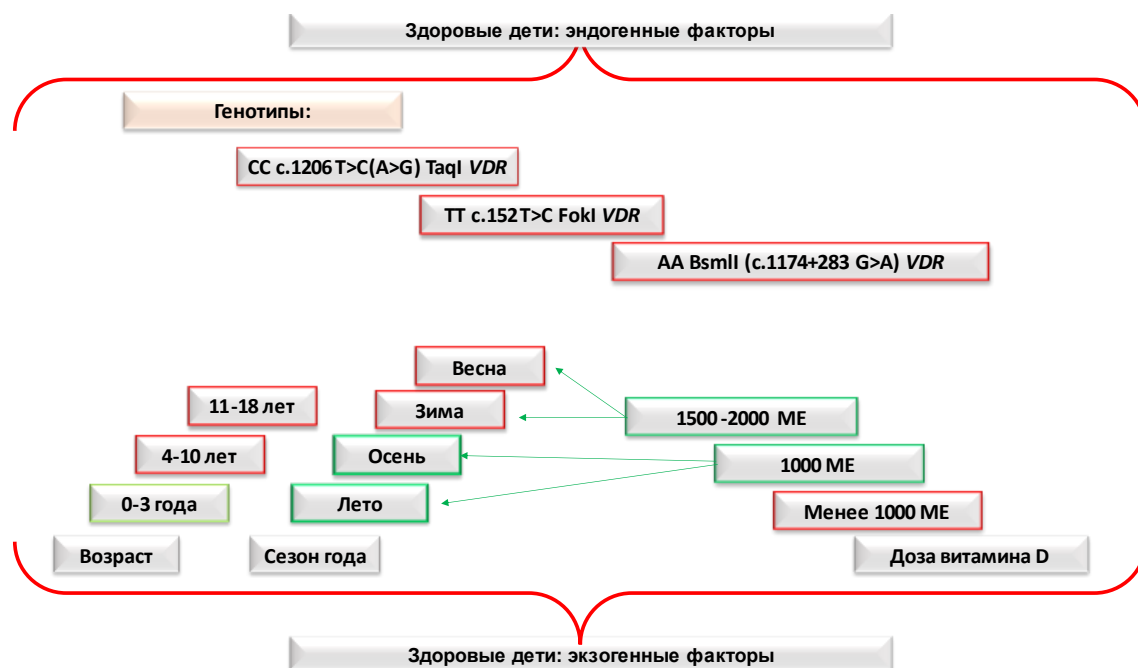 Здоровые дети: эндогенные факторы
Генотипы:
CC c.1206 T>C(A>G) TaqI VDR
TT c.152 T>C FokI VDR
AA BsmII (c.1174+283 G>A) VDR
Весна
11-18 лет
Зима
1500 -2000 МЕ
4-10 лет
Осень
1000 МЕ
0-3 года
Лето
Менее 1000 МЕ
Возраст
Сезон года
Доза витамина D
Здоровые дети: экзогенные факторы